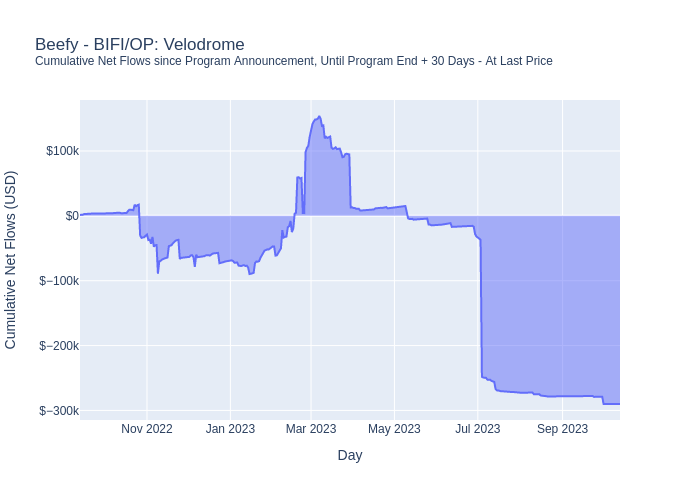 Beefy - BIFI/OP: Velodrome
Cumulative Net Flows since Program Announcement, Until Program End + 30 Days - At Last Price
Cumulative Net Flows (USD)
$100k
$0
$−100k
$−200k
$−300k
Nov 2022
Jan 2023
Mar 2023
May 2023
Jul 2023
Sep 2023
Day